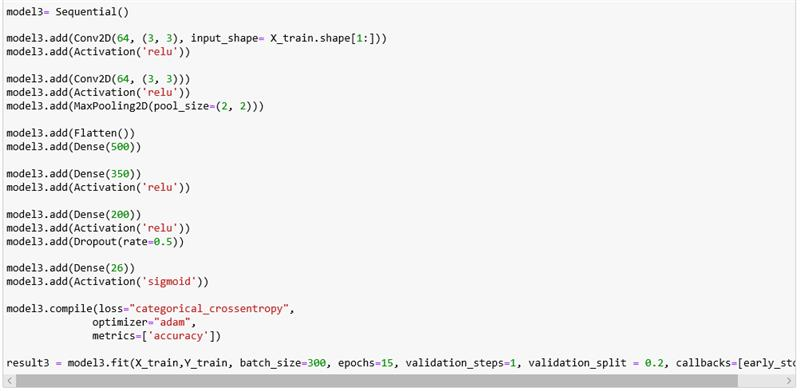 model3= Sequential()
model3.add(Conv2D(64, (3, 3), input_shape= X_train.shape[1:]))
model3.add(Activation('relu'))
model3.add(Conv2D(64, (3, 3)))
model3.add(Activation('relu'))
model3.add(MaxPooling2D(pool_size=(2, 2)))
model3.add(Flatten())
model3.add(Dense(500))
model3.add(Dense(350))
model3.add(Activation('relu'))
model3.add(Dense(200))
model3.add(Activation('relu'))
model3.add(Dropout(rate=0.5))
model3.add(Dense(26))
model3.add(Activation('sigmoid'))
model3.compile(loss="categorical_crossentropy",
optimizer="adam",
metrics=['accuracy'])
result3 = model3.fit(X_train,Y_train, batch_size=300, epochs=15, validation_steps=1, validation_split = 0.2, callbacks=[early_sto